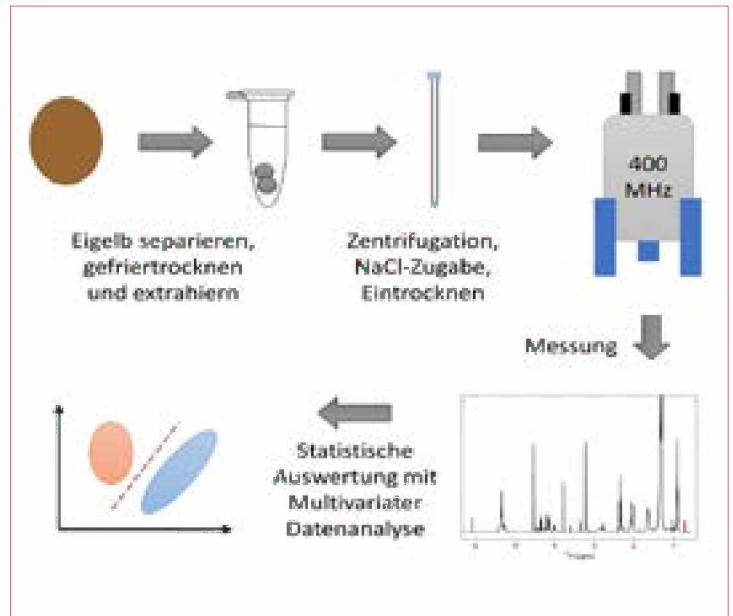 Eigelb separieren,
gefriertrocknen
und extrahiern
Zentrifugation,
NaCl-Zugabe,
Eintrocknen
400
MHz
Messung
Statistische
Auswertung mit
Multivariater
Datenanalyse